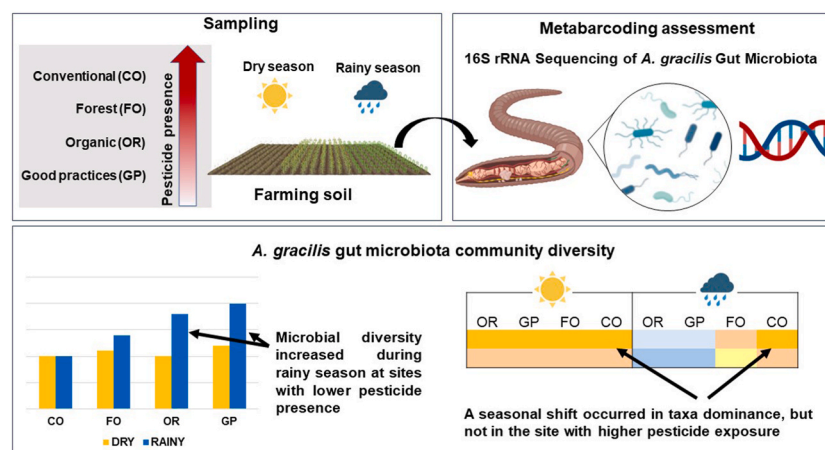 Sampling
Conventional (CO)
Forest (FO)
Organic (OR)
Good practices (GP)
Pesticide presence
Dry season
Rainy season
Farming soil
Metabarcoding assessment
16S rRNA Sequencing of A. gracilis Gut Microbiota
A. gracilis gut microbiota community diversity
CO FO OR GP
DRY RAINY
Microbial diversity
increased during
rainy season at sites
with lower pesticide
presence
OR GP FO CO OR GP FO CO
A seasonal shift occurred in taxa dominance, but
not in the site with higher pesticide exposure